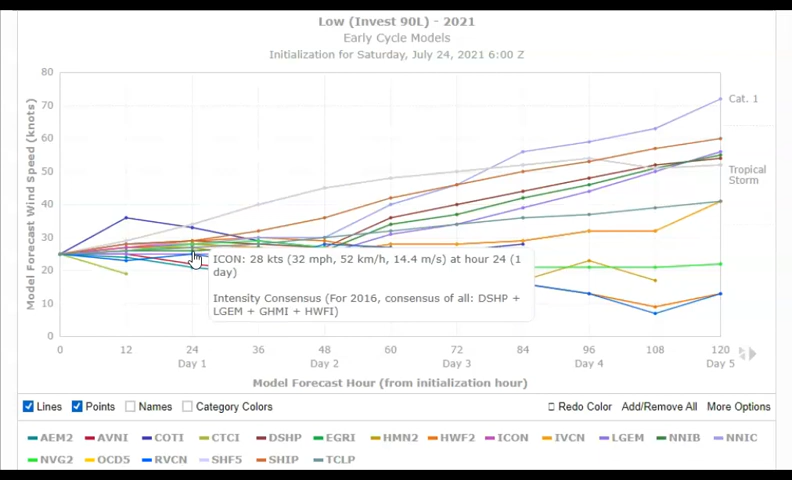 Low (Invest 90L) - 2021
Early Cycle Models
Initialization for Saturday, July 24, 2021 6:00 Z
Model Forecast Wind Speed (knots)
80
70
60
50
40
30
20
10
0
Cat. 1
Tropical
Storm
ICON: 28 kts (32 mph, 52 km/h, 14.4 m/s) at hour 24 (1
day)
Intensity Consensus (For 2016, consensus of all: DSHP +
LGEM + GHMI + HWFI)
0 12 24 36 48 60 72 84 96 108 120
Day 1 Day 2 Day 3 Day 4 Day 5
Model Forecast Hour (from initialization hour)
Lines Points Names Category Colors Redo Color Add/Remove All More Options
AEM2 AVNI COTI CTCI DSHP EGRI HMN2 HWF2 ICON IVCN LGEM NNIB NNIC
NVG2 OCD5 RVCN SHF5 SHIP TCLP